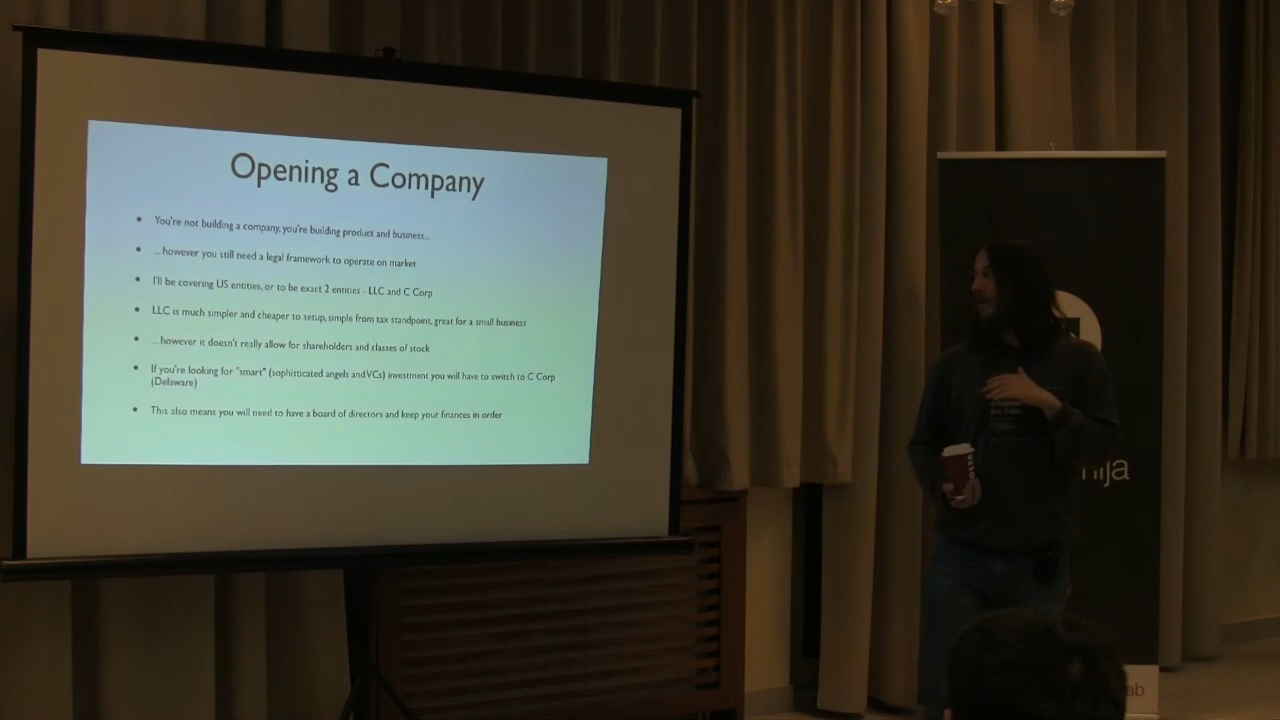 Opening a Company
• You're not building a company, you're building product and business...
• ...however you still need a legal framework to operate on market
• I'll be covering US entities, or to be exact 2 entities - LLC and C Corp
• LLC is much simpler and cheaper to setup, simple from tax standpoint, great for a small business
• ...however it doesn't really allow for shareholders and classes of stock
• If you're looking for "smart" (sophisticated angels and VCs) investment you will have to switch to C Corp
(Delaware)
• This also means you will need to have a board of directors and keep your finances in order
nija
ab